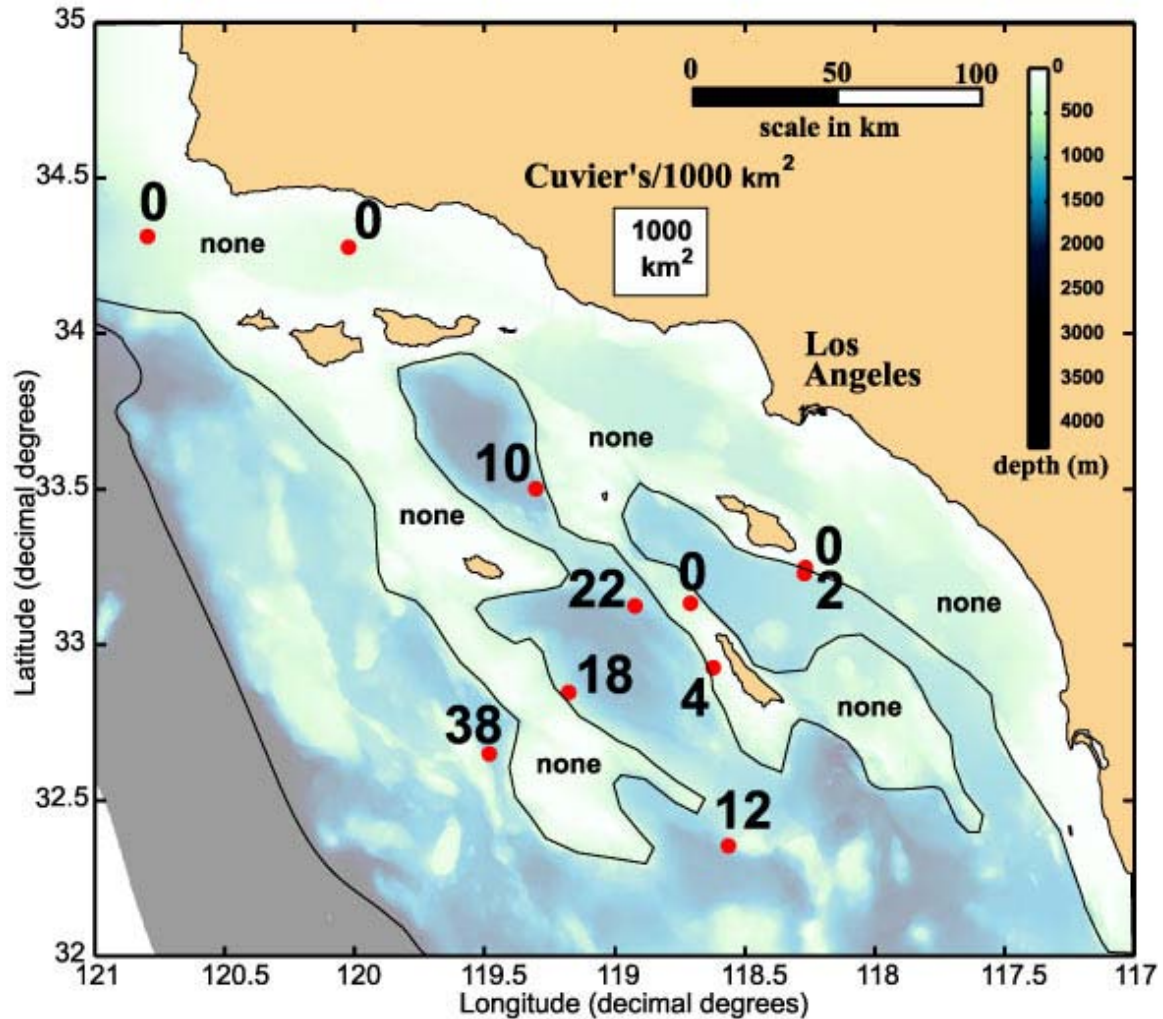 35
34.5
34
33.5
33
32.5
32
Latitude (decimal degrees)
121
120.5
120
119.5
119
118.5
118
117.5
117
Longitude (decimal degrees)
0 50 100
scale in km
0
500
1000
1500
2000
2500
3000
3500
4000
depth (m)
Cuvier's/1000 km²
1000
km²
Los
Angeles
0
none
0
none
10
none
22
0
0
2
none
18
4
none
38
none
12